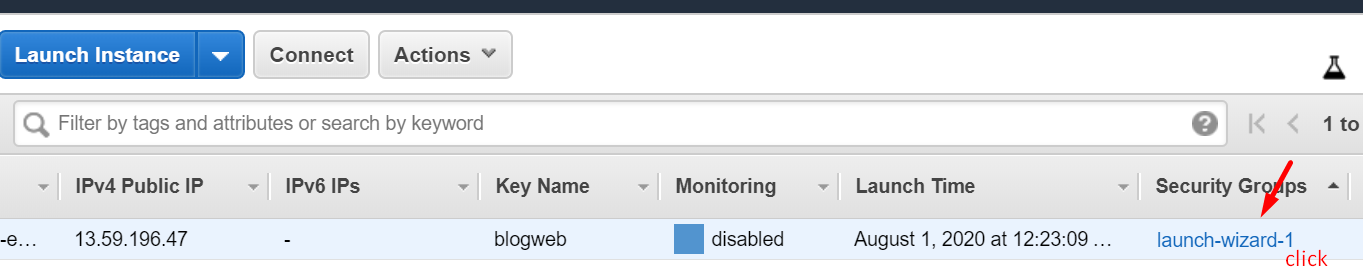 Launch Instance Connect Actions
Filter by tags and attributes or search by keyword ? 1 to
IPv4 Public IP IPv6 IPs Key Name Monitoring Launch Time Security Groups
-e... 13.59.196.47 - blogweb disabled August 1, 2020 at 12:23:09 ... launch-wizard-1
click